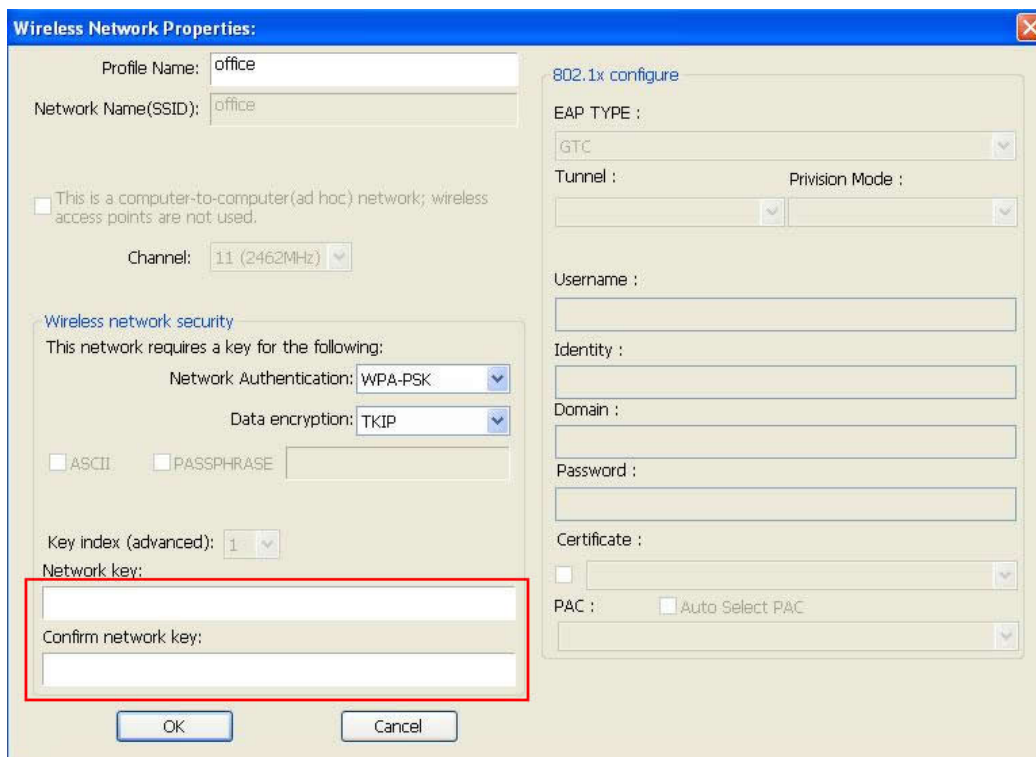 Wireless Network Properties:
Profile Name: office
Network Name(SSID): office
This is a computer-to-computer(ad hoc) network; wireless
access points are not used.
Channel: 11 (2462MHz)
Wireless network security
This network requires a key for the following:
Network Authentication: WPA-PSK
Data encryption: TKIP
ASCII PASSPHRASE
Key index (advanced): 1
Network key:
Confirm network key:
OK Cancel
802.1x configure
EAP TYPE :
GTC
Tunnel : Privision Mode :
Username :
Identity :
Domain :
Password :
Certificate :
PAC : Auto Select PAC